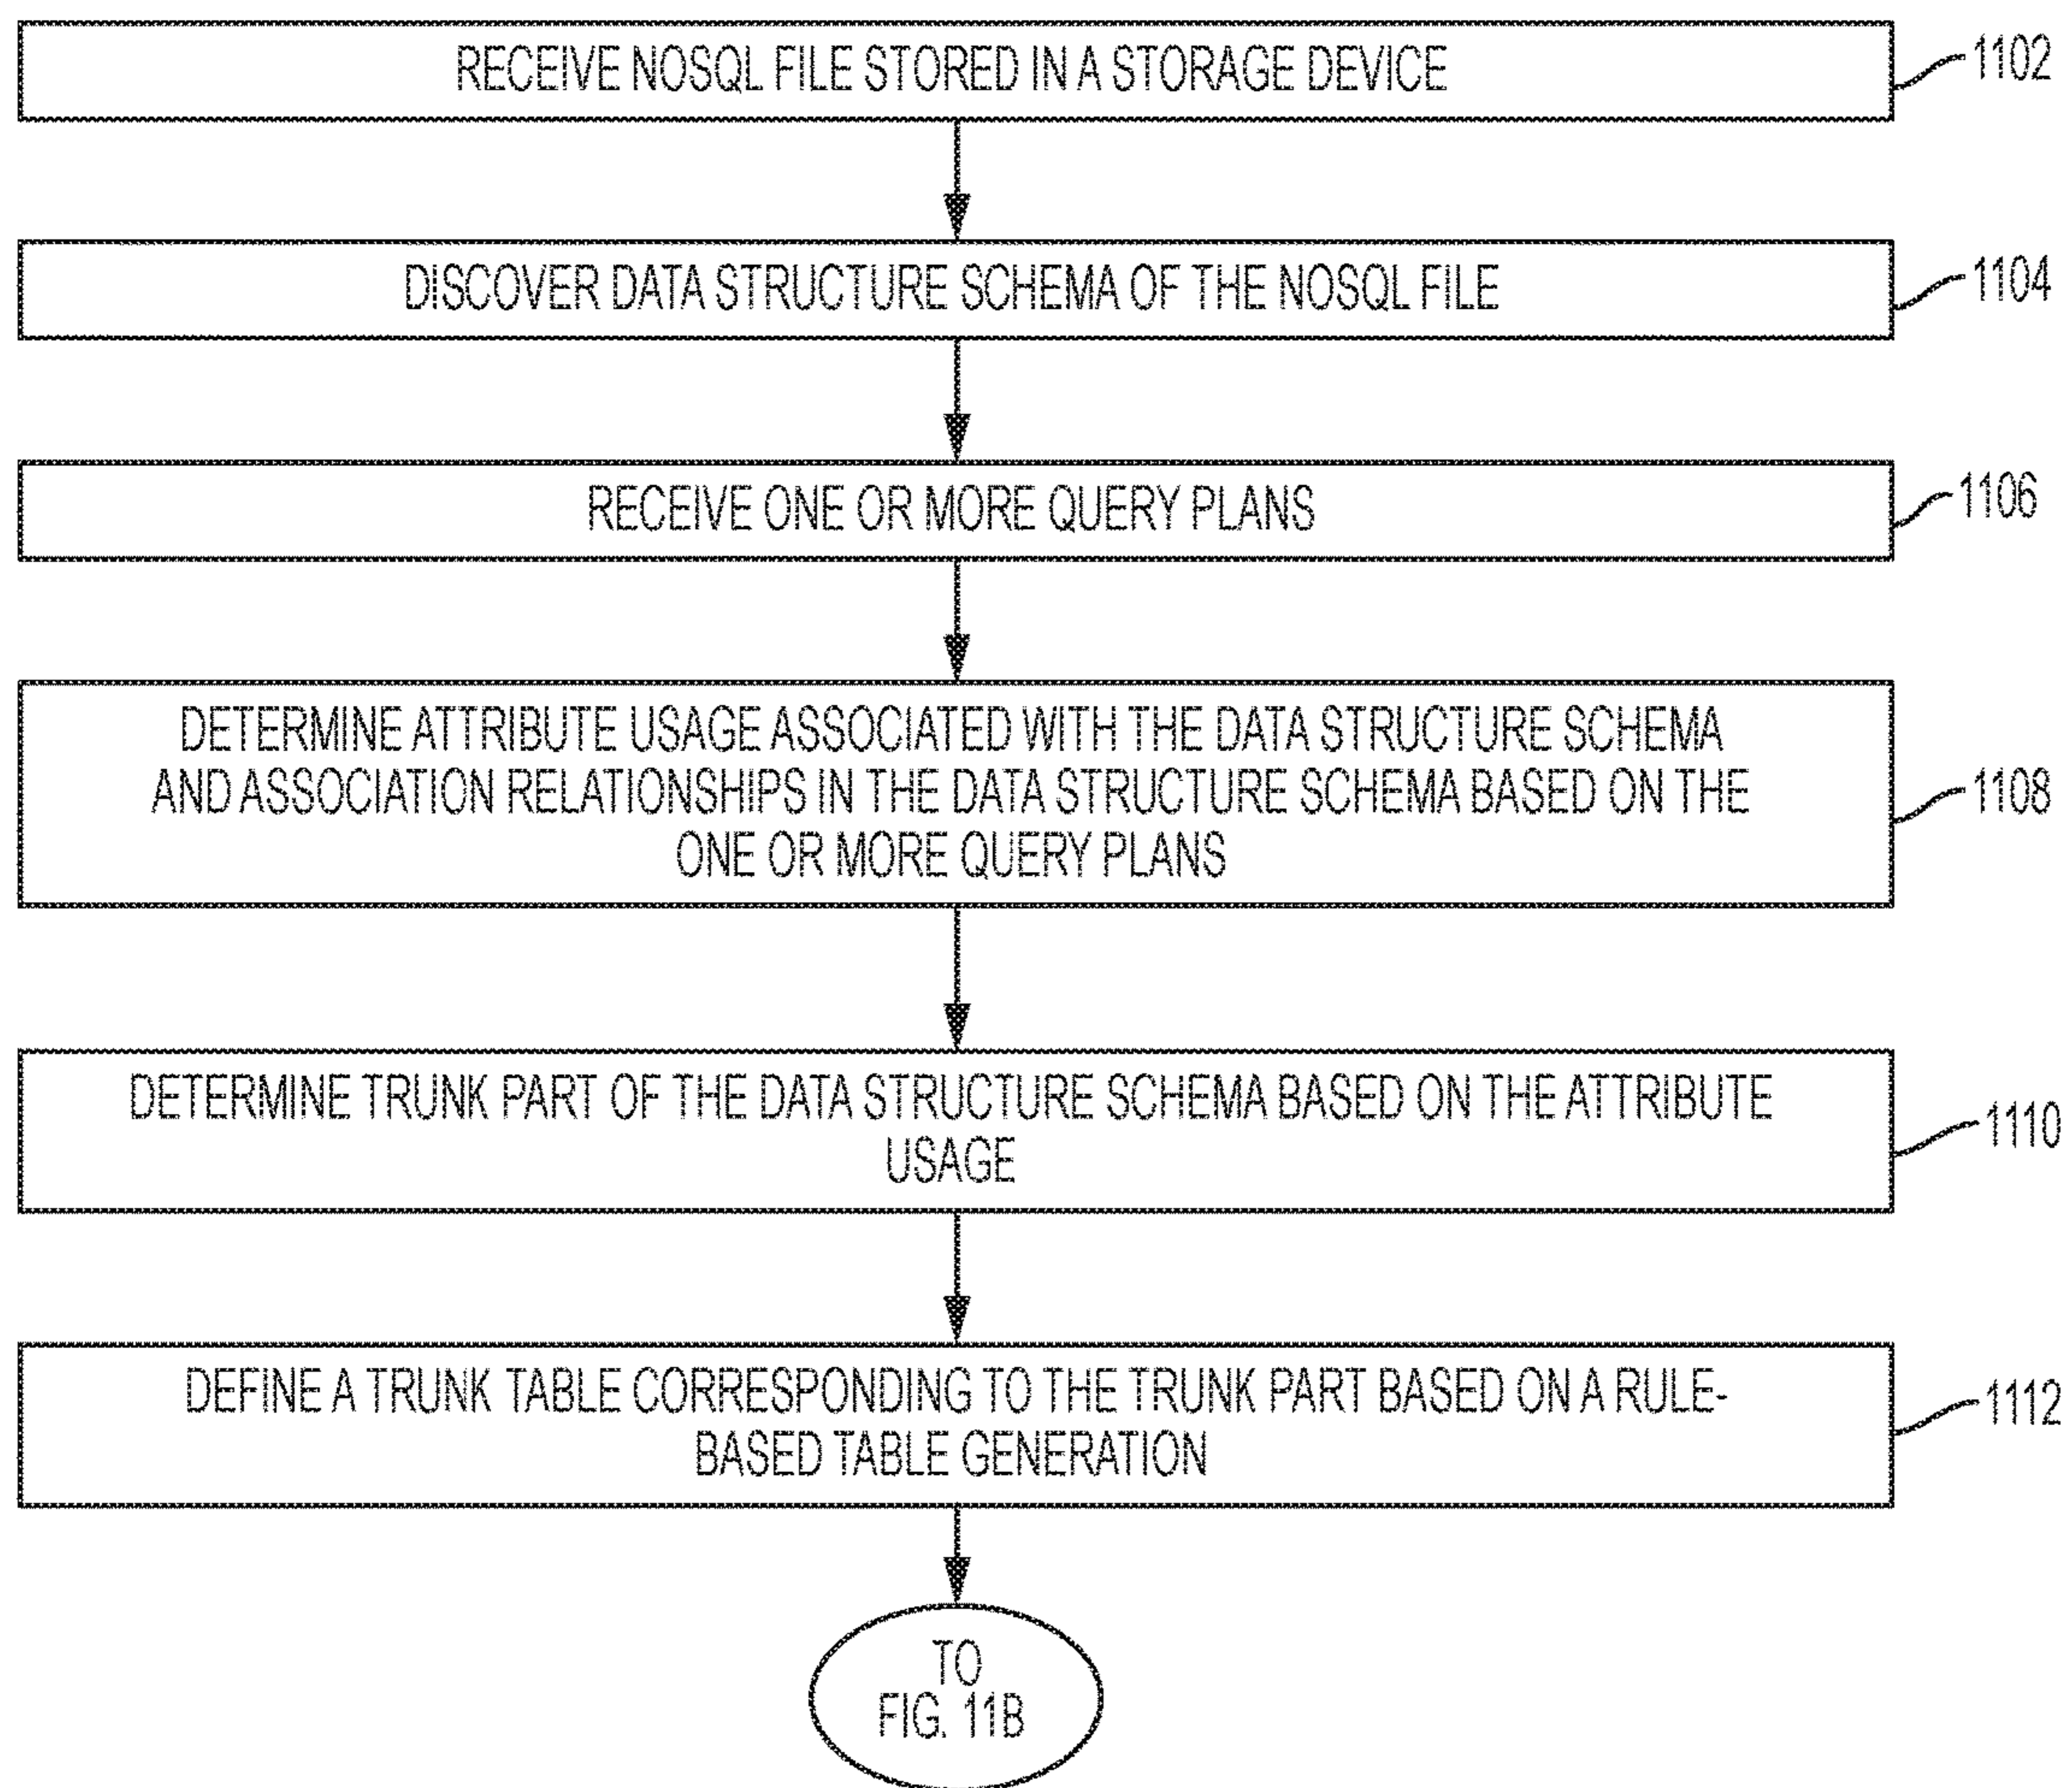 RECEIVE NOSQL FILE STORED IN A STORAGE DEVICE
1102
DISCOVER DATA STRUCTURE SCHEMA OF THE NOSQL FILE
1104
RECEIVE ONE OR MORE QUERY PLANS
1106
DETERMINE ATTRIBUTE USAGE ASSOCIATED WITH THE DATA STRUCTURE SCHEMA
AND ASSOCIATION RELATIONSHIPS IN THE DATA STRUCTURE SCHEMA BASED ON THE
ONE OR MORE QUERY PLANS
1108
DETERMINE TRUNK PART OF THE DATA STRUCTURE SCHEMA BASED ON THE ATTRIBUTE
USAGE
1110
DEFINE A TRUNK TABLE CORRESPONDING TO THE TRUNK PART BASED ON A RULE-
BASED TABLE GENERATION
1112
TO
FIG. 11B